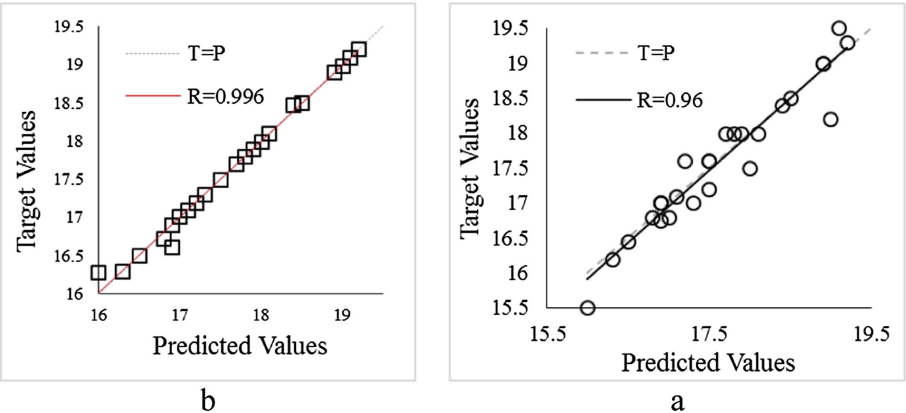 19.5
19
18.5
18
17.5
17
16.5
16
16 17 18 19
Target Values
Predicted Values
T=P
R=0.996
b
19.5
19
18.5
18
17.5
17
16.5
16
15.5
15.5 17.5 19.5
Target Values
Predicted Values
T=P
R=0.96
a